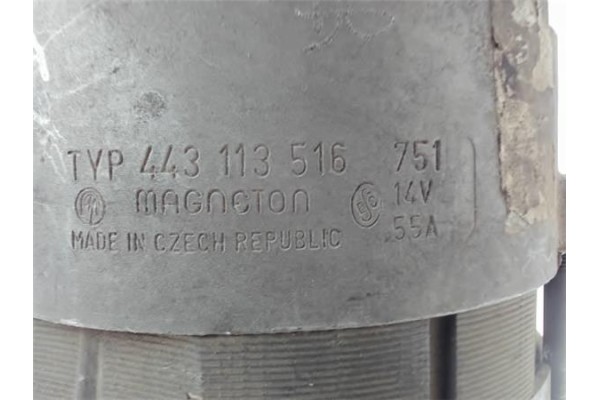 TYP 443 113 516 751
MAGNETON 14V
MADE IN CZECH REPUBLIC 55A